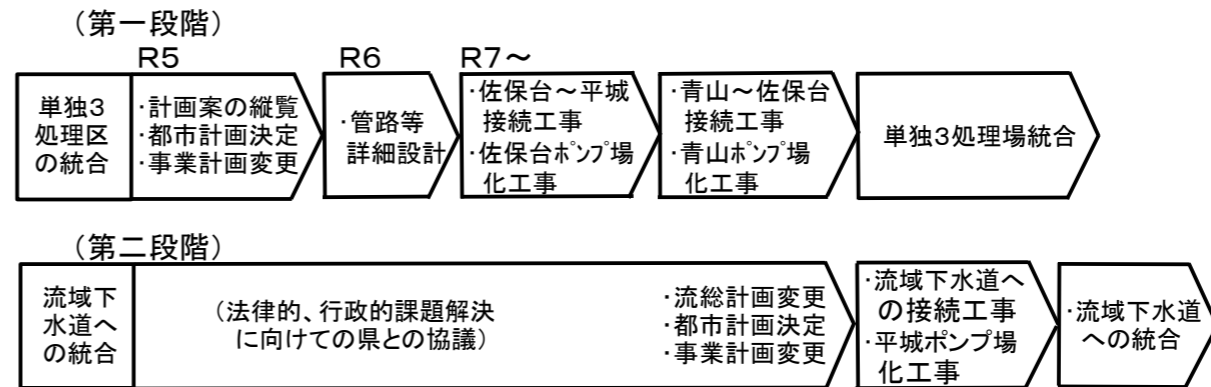 （第一段階）
R5
R6
R7～
単独３
処理区
の統合
・計画案の縦覧
・都市計画決定
・事業計画変更
・管路等
詳細設計
・佐保台～平城
接続工事
・佐保台ﾎﾟﾝﾌﾟ場
化工事
・青山～佐保台
接続工事
・青山ﾎﾟﾝﾌﾟ場
化工事
単独３処理場統合
（第二段階）
流域下
水道へ
の統合
（法律的、行政的課題解決
に向けての県との協議）
・流総計画変更
・都市計画決定
・事業計画変更
・流域下水道へ
の接続工事
・平城ポンプ場
化工事
・流域下水道
への統合